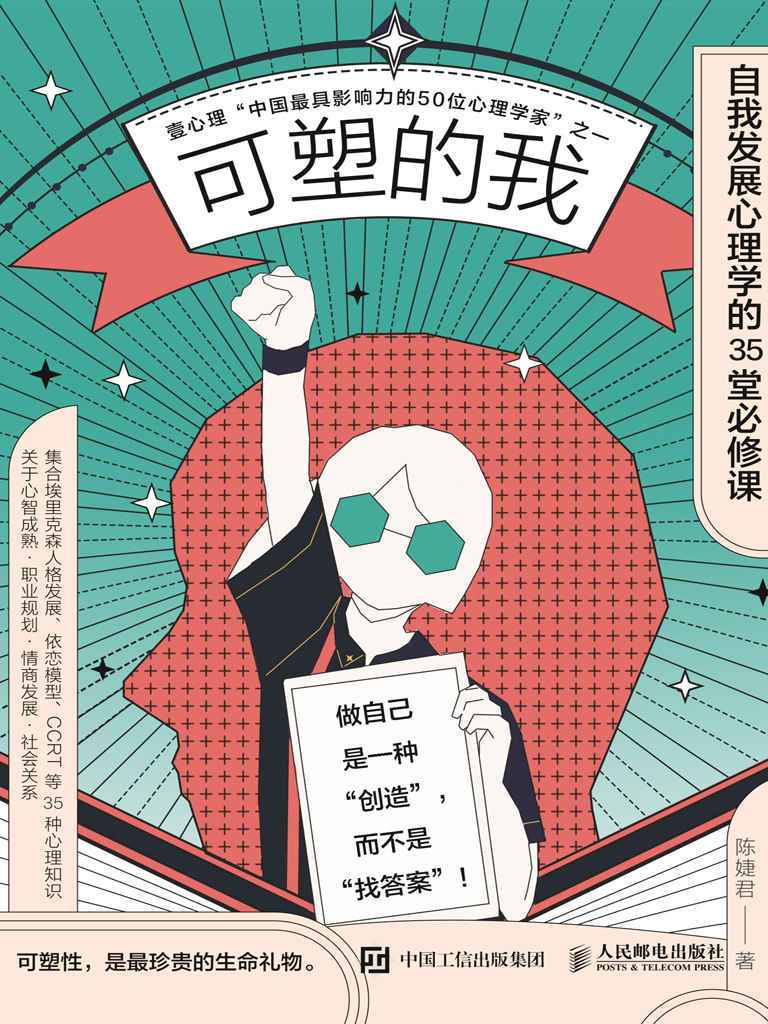 壹心理“中国最具影响力的50位心理学家”之一
可塑的我
自我发展心理学的35堂必修课
集合埃里克森人格发展、依恋模型、CCRT 等 35 种心理知识
关于心智成熟·职业规划·情商发展·社会关系
做自己
是一种
“创造”，
而不是
“找答案”！
陈婕君——著
可塑性，是最珍贵的生命礼物。
中国工信出版集团
人民邮电出版社
POSTS & TELECOM PRESS